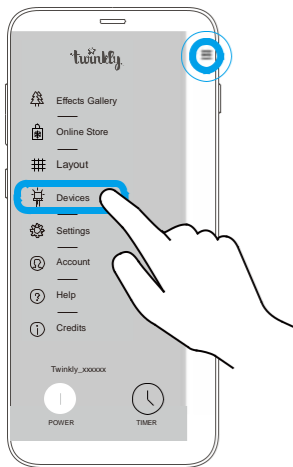 twinkly
Effects Gallery
Online Store
Layout
Devices
Settings
Account
Help
Credits
Twinkly_xxxxxx
POWER
TIMER